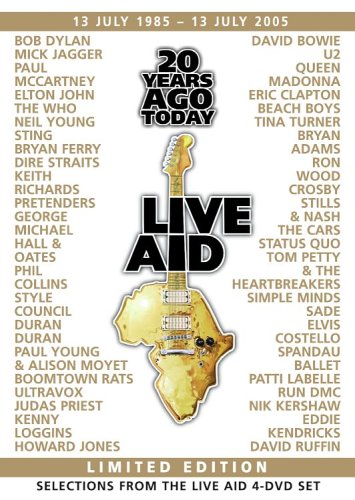 13 JULY 1985 – 13 JULY 2005
BOB DYLAN
MICK JAGGER
PAUL
MCCARTNEY
ELTON JOHN
THE WHO
NEIL YOUNG
STING
BRYAN FERRY
DIRE STRAITS
KEITH
RICHARDS
PRETENDERS
GEORGE
MICHAEL
HALL &
OATES
PHIL
COLLINS
STYLE
COUNCIL
DURAN
DURAN
PAUL YOUNG
& ALISON MOYET
BOOMTOWN RATS
ULTRAVOX
JUDAS PRIEST
KENNY
LOGGINS
HOWARD JONES
20
YEARS
AGO
TODAY
LIVE
AID
DAVID BOWIE
U2
QUEEN
MADONNA
ERIC CLAPTON
BEACH BOYS
TINA TURNER
BRYAN
ADAMS
RON
WOOD
CROSBY
STILLS
& NASH
THE CARS
STATUS QUO
TOM PETTY
& THE
HEARTBREAKERS
SIMPLE MINDS
SADE
ELVIS
COSTELLO
SPANDAU
BALLET
PATTI LABELLE
RUN DMC
NIK KERSHAW
EDDIE
KENDRICKS
DAVID RUFFIN
LIMITED EDITION
SELECTIONS FROM THE LIVE AID 4-DVD SET